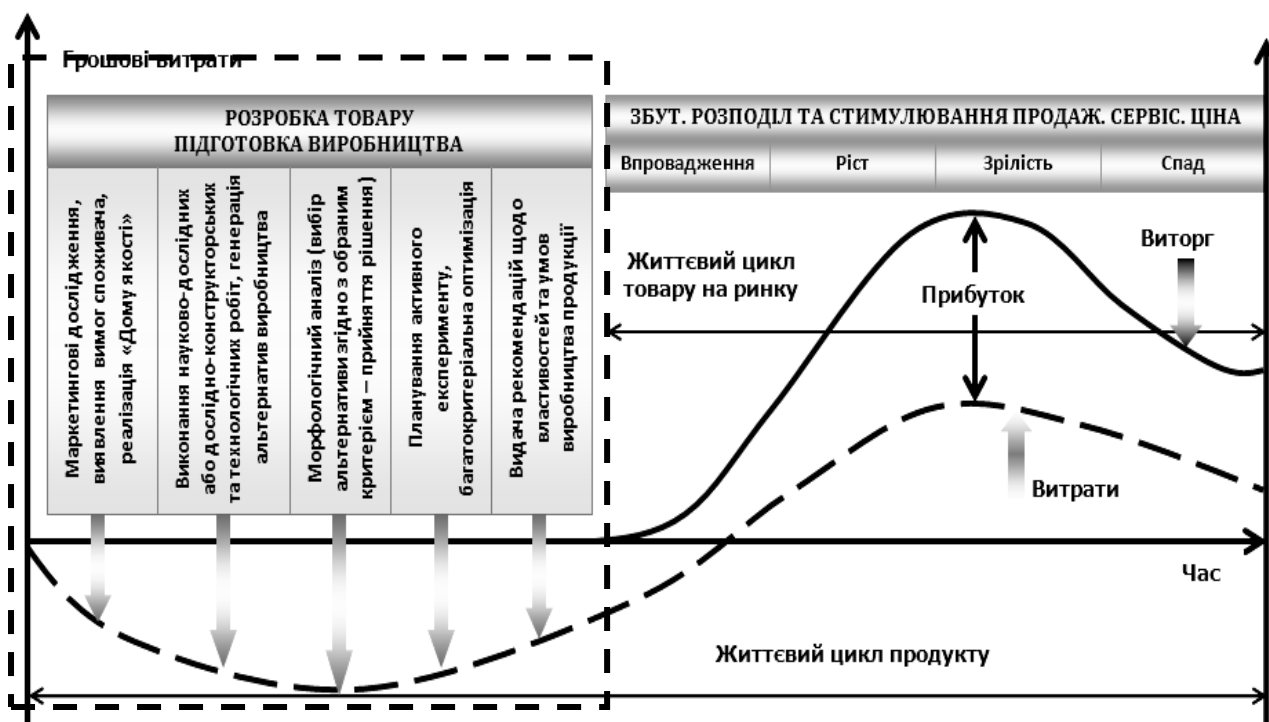 Грошові витрати
РОЗРОБКА ТОВАРУ
ПІДГОТОВКА ВИРОБНИЦТВА
Маркетингові дослідження,
виявлення вимог споживача,
реалізація «Дому якості»
Виконання науково-дослідних
або дослідно-конструкторських
та технологічних робіт, генерація
альтернатив виробництва
Морфологічний аналіз (вибір
альтернативи згідно з обраним
критерієм – прийняття рішення)
Планування активного
експерименту,
багатокритеріальна оптимізація
Видача рекомендацій щодо
властивостей та умов
виробництва продукції
ЗБУТ. РОЗПОДІЛ ТА СТИМУЛЮВАННЯ ПРОДАЖ. СЕРВІС. ЦІНА
Впровадження
Ріст
Зрілість
Спад
Життєвий цикл
товару на ринку
Прибуток
Виторг
Витрати
Час
Життєвий цикл продукту